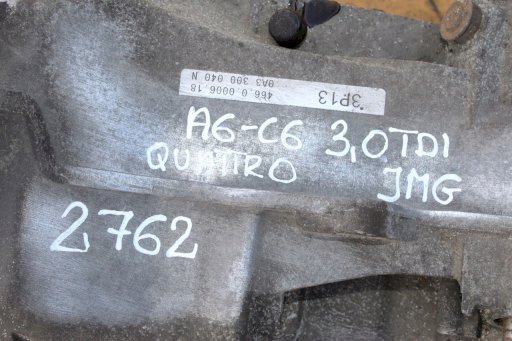 466.0.0006.18
0A3 300 040 N
3P13
A6-C6 3,0TDI
QUATTRO JMG
2762